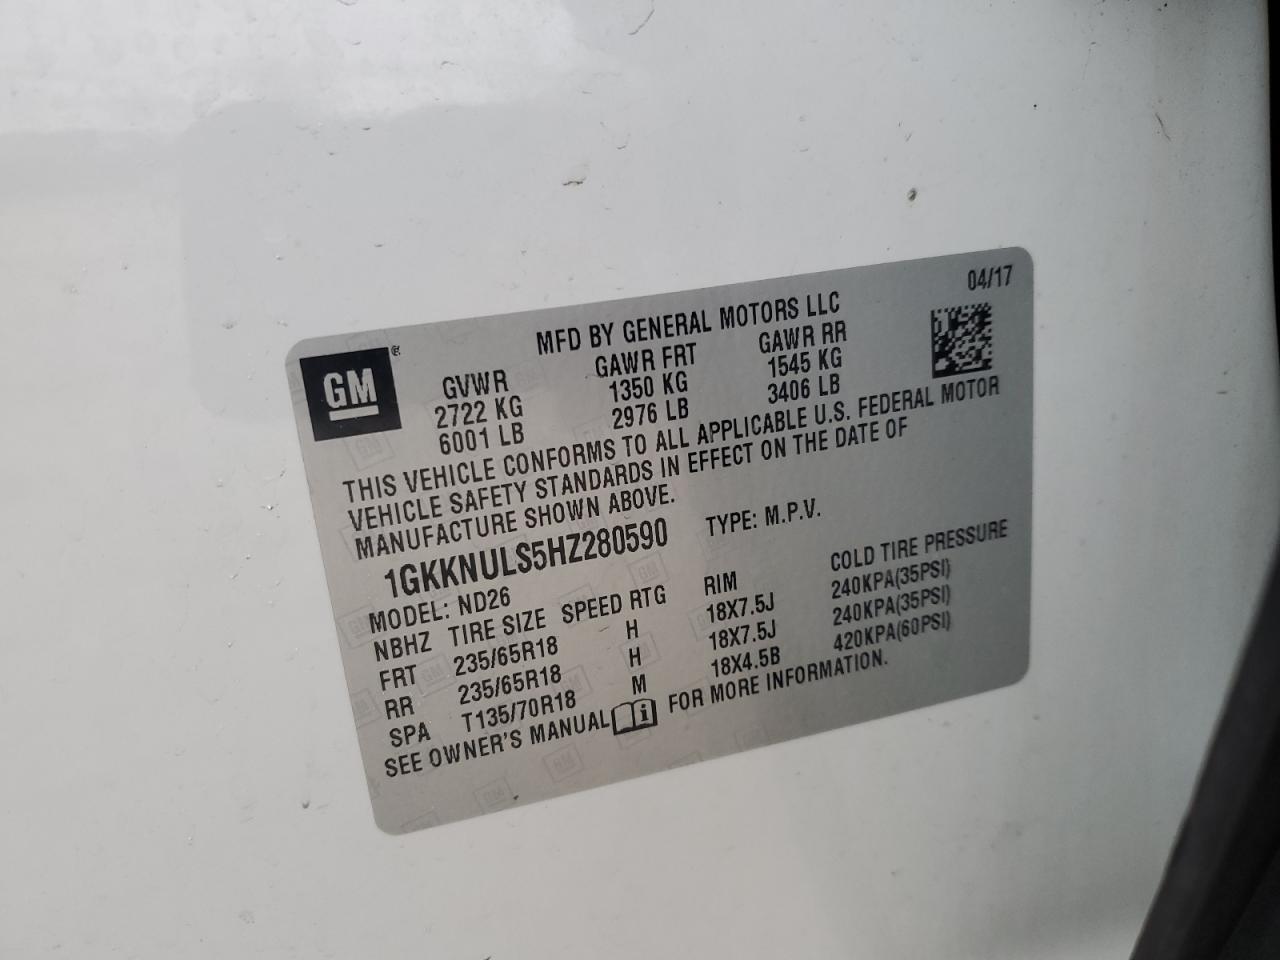 04/17
MFD BY GENERAL MOTORS LLC
GM ®
GVWR GAWR FRT GAWR RR
2722 KG 1350 KG 1545 KG
6001 LB 2976 LB 3406 LB
THIS VEHICLE CONFORMS TO ALL APPLICABLE U.S. FEDERAL MOTOR
VEHICLE SAFETY STANDARDS IN EFFECT ON THE DATE OF
MANUFACTURE SHOWN ABOVE.
1GKKNULS5HZ280590 TYPE: M.P.V.
MODEL: ND26
NBHZ TIRE SIZE SPEED RTG RIM COLD TIRE PRESSURE
FRT 235/65R18 H 18X7.5J 240KPA(35PSI)
RR 235/65R18 H 18X7.5J 240KPA(35PSI)
SPA T135/70R18 M 18X4.5B 420KPA(60PSI)
SEE OWNER'S MANUAL i FOR MORE INFORMATION.